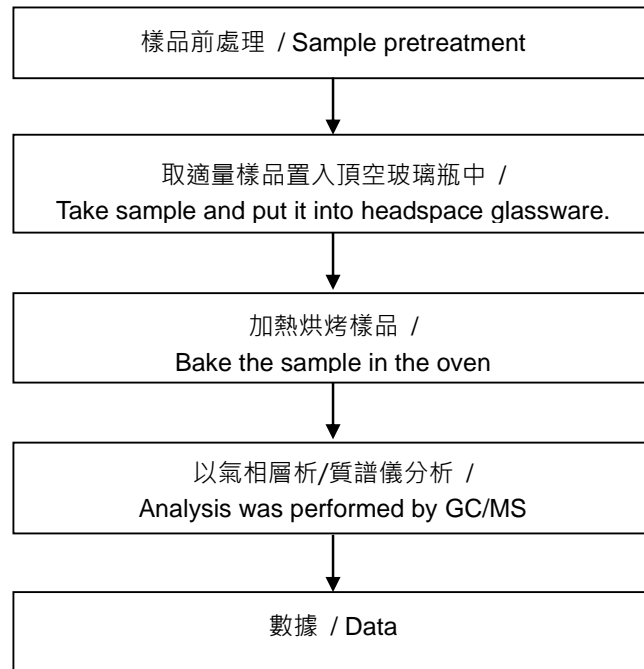 樣品前處理 / Sample pretreatment
取適量樣品置入頂空玻璃瓶中 /
Take sample and put it into headspace glassware.
加熱烘烤樣品 /
Bake the sample in the oven
以氣相層析/質譜儀分析 /
Analysis was performed by GC/MS
數據 / Data